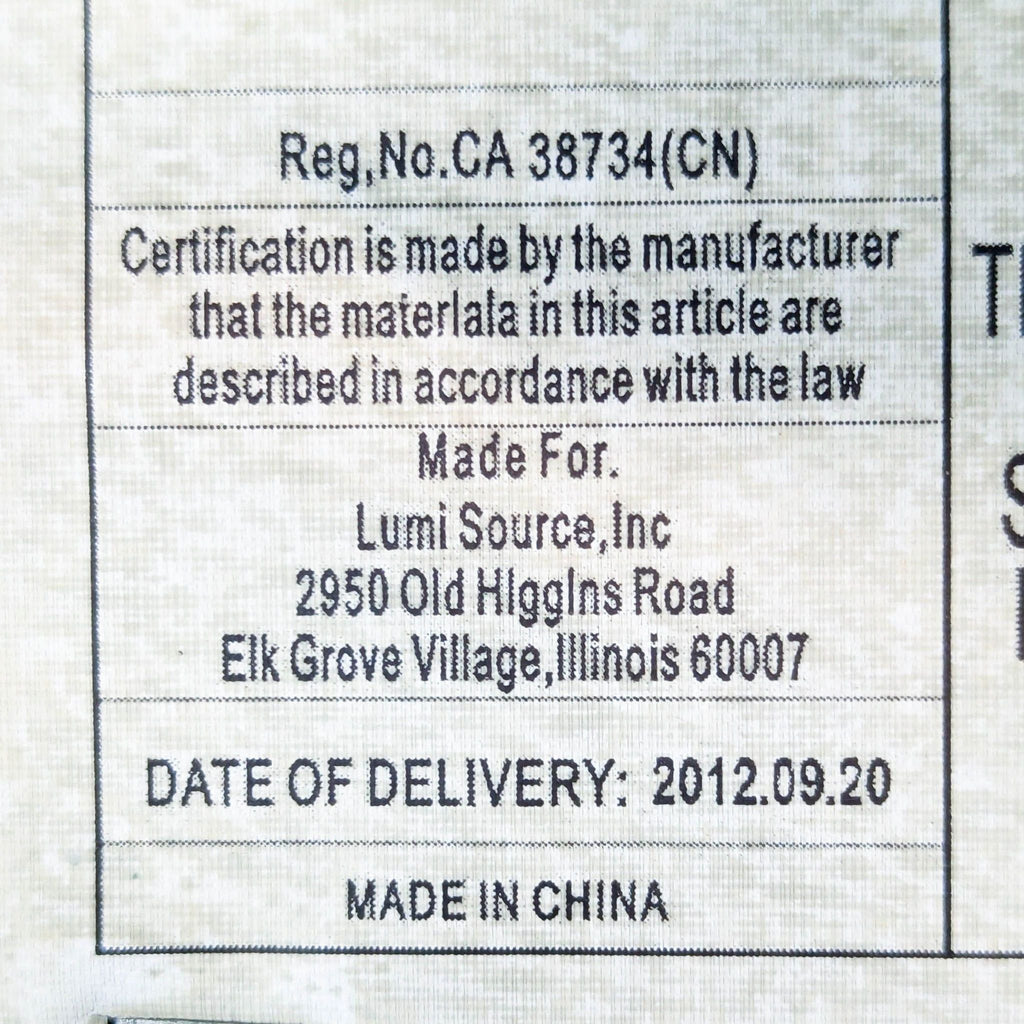 Reg,No.CA 38734(CN)
Certification is made by the manufacturer
that the materlala in this article are
described in accordance with the law
Made For.
Lumi Source,Inc
2950 Old HIggIns Road
Elk Grove Village,Illinois 60007
DATE OF DELIVERY: 2012.09.20
MADE IN CHINA